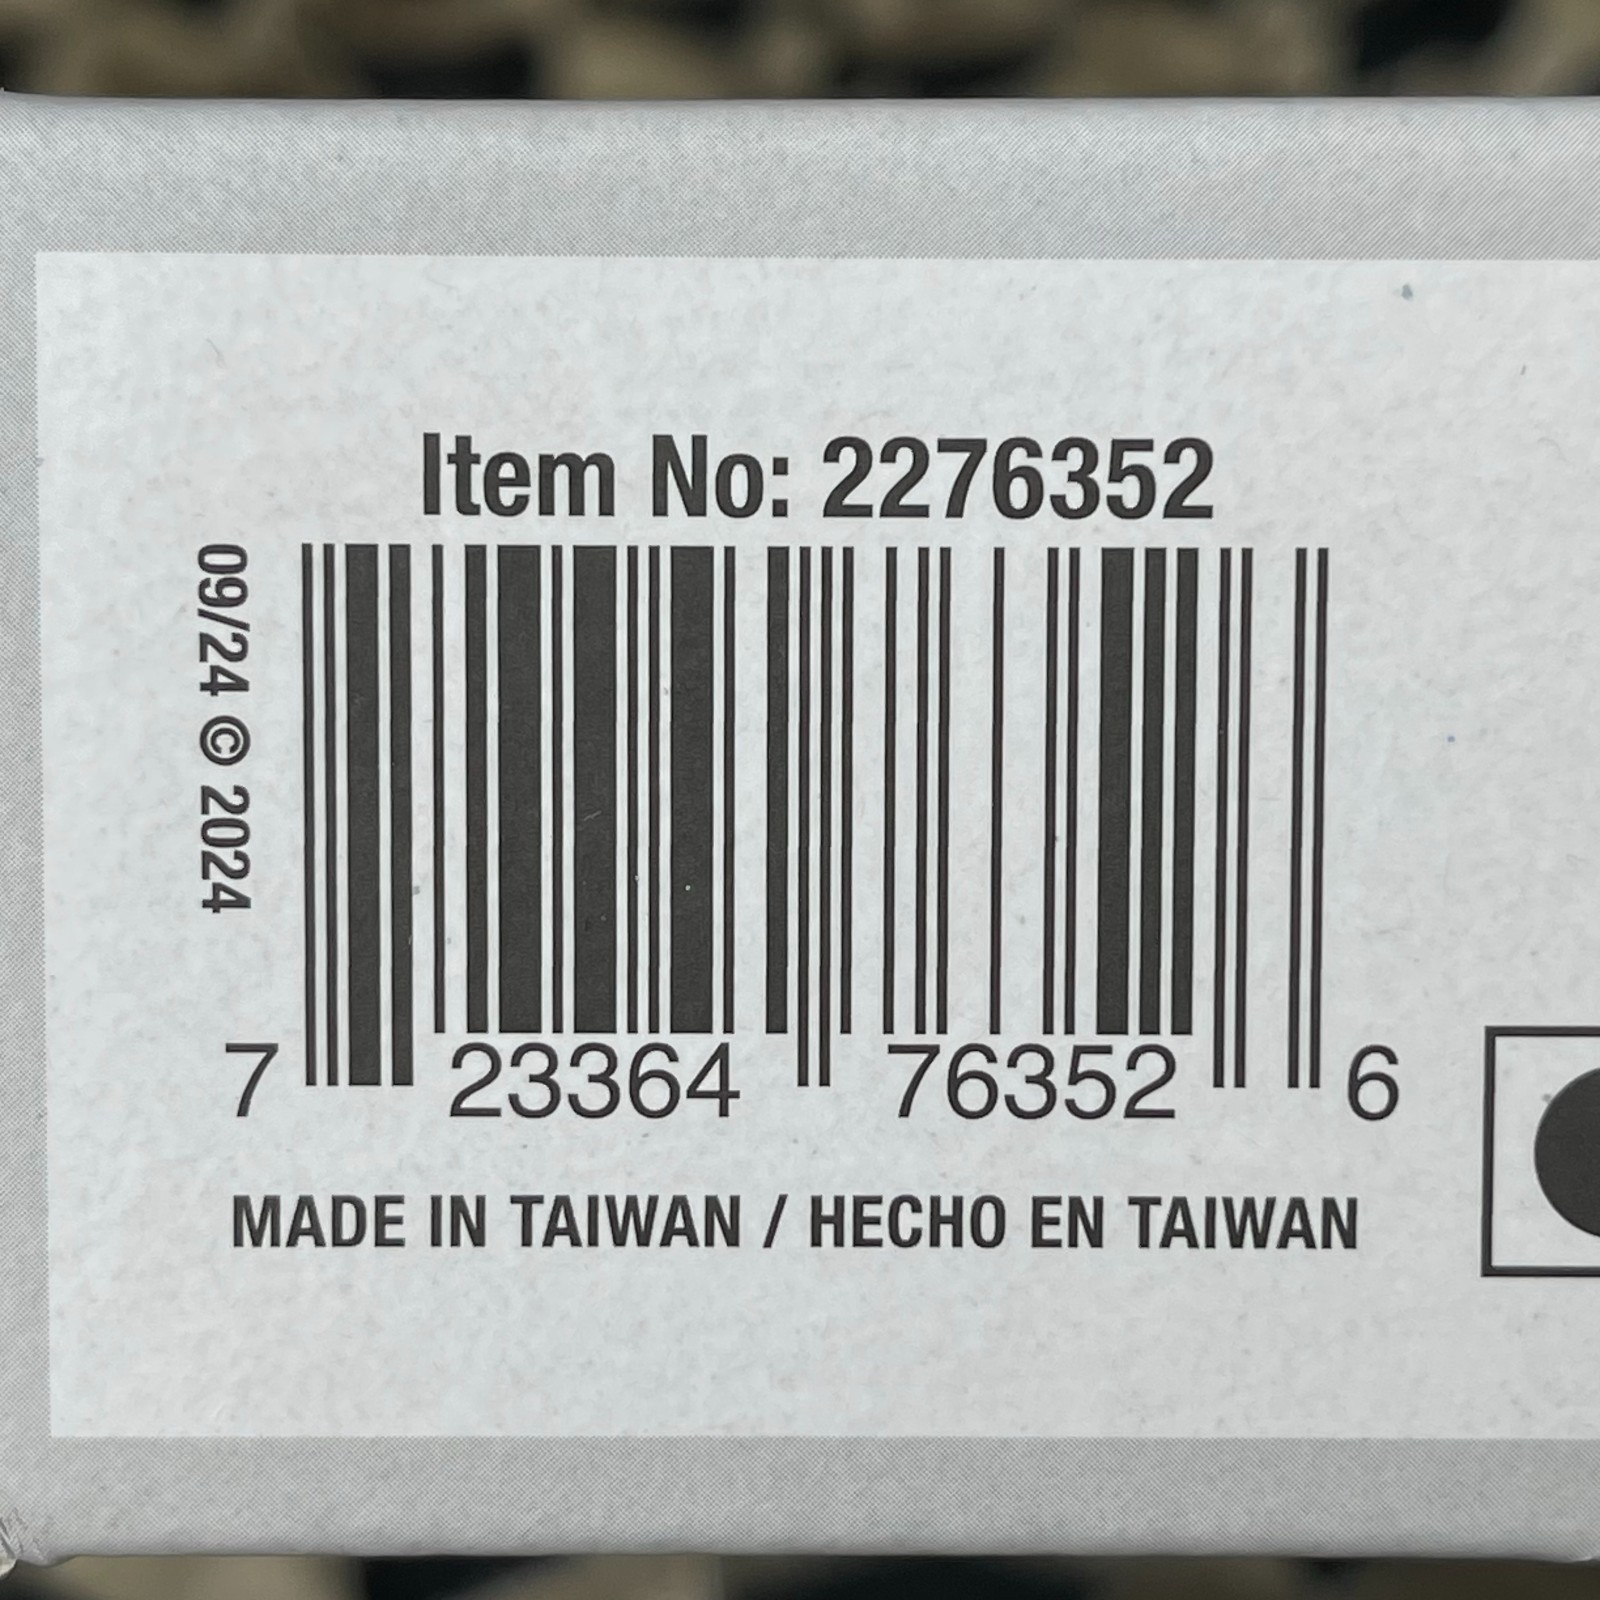 Item No: 2276352
09/24 © 2024
7 23364 76352 6
MADE IN TAIWAN / HECHO EN TAIWAN